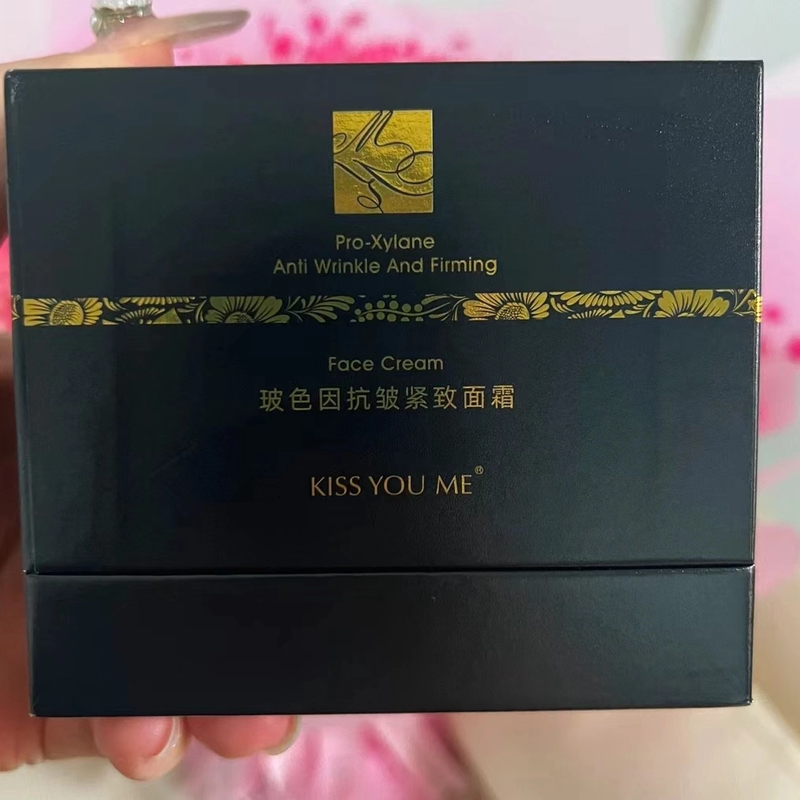 Pro-Xylane
Anti Wrinkle And Firming
Face Cream
玻色因抗皱紧致面霜
KISS YOU ME®